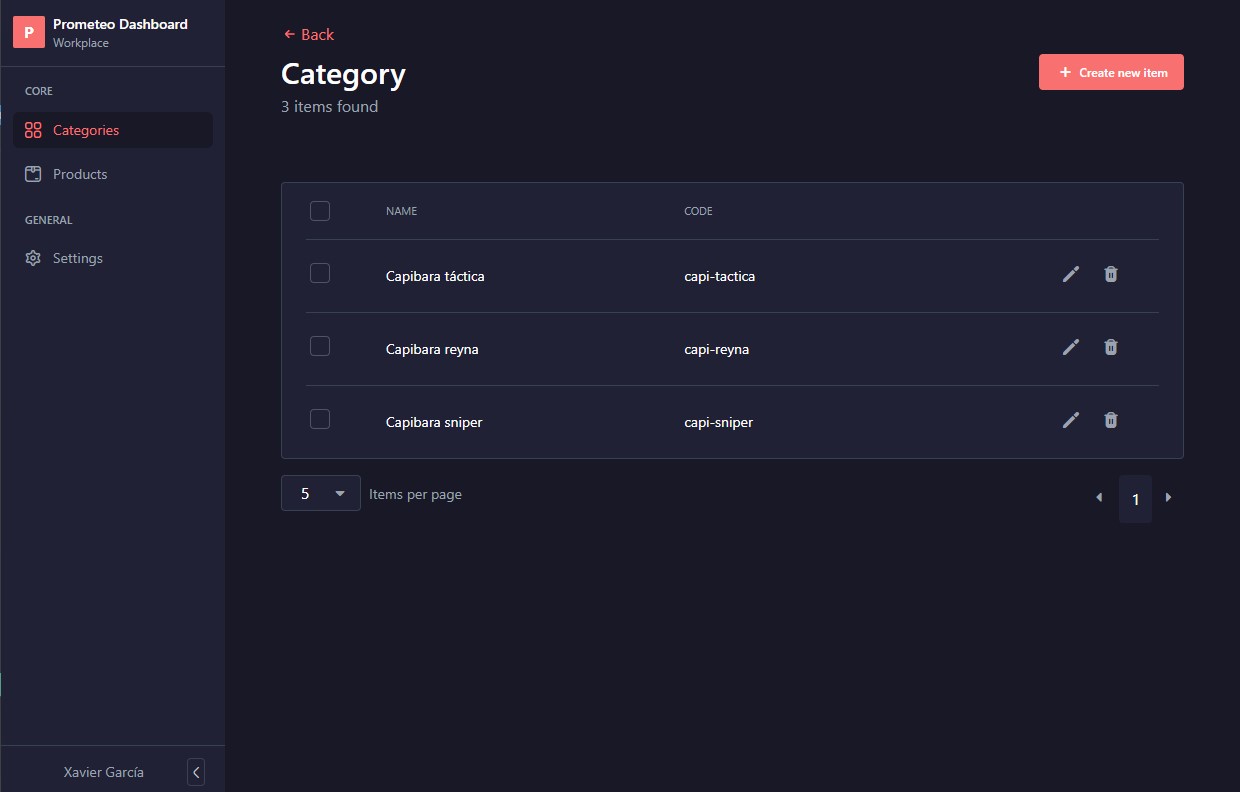 P
Prometeo Dashboard
Workplace
CORE
Categories
Products
GENERAL
Settings
Xavier García
Back
Category
3 items found
Create new item
NAME CODE
Capibara táctica capi-tactica
Capibara reyna capi-reyna
Capibara sniper capi-sniper
5 Items per page
1